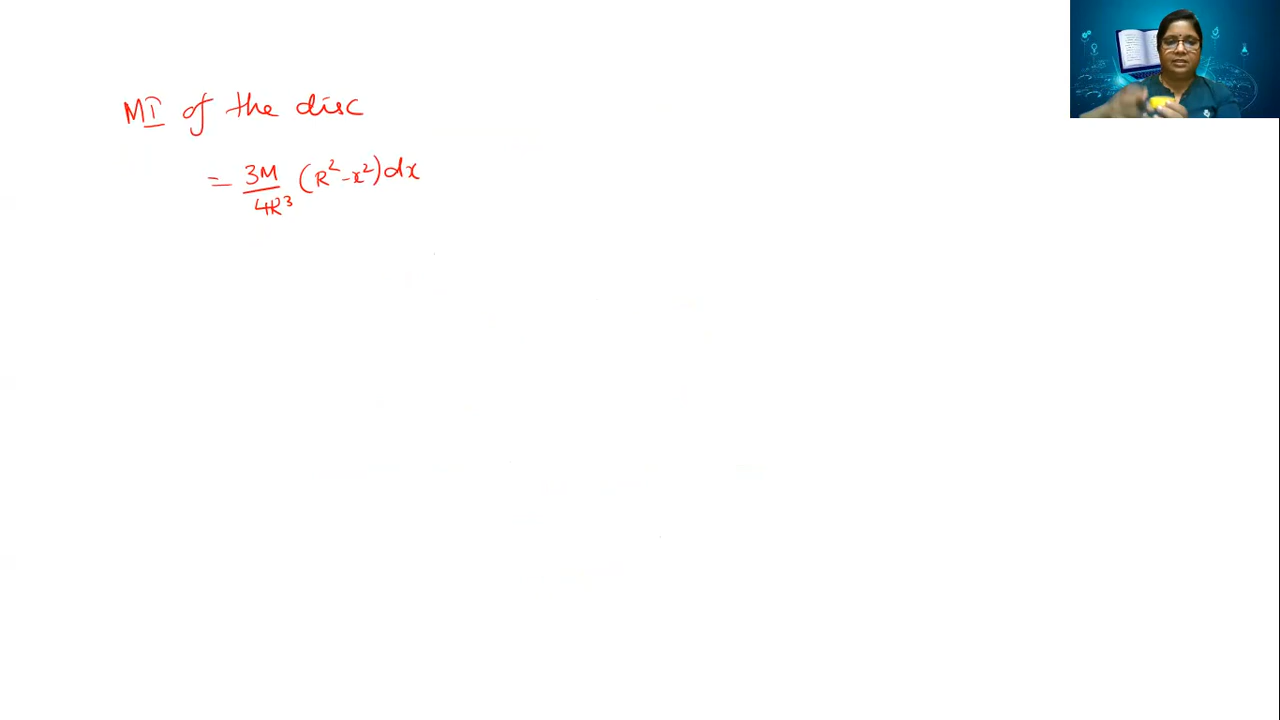 MI of the disc
= 3M/4R³ (R² - x²) dx